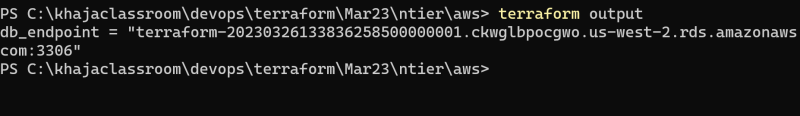 PS C:\khajaclassroom\devops\terraform\Mar23\ntier\aws> terraform output
db_endpoint = "terraform-20230326133836258500000001.ckwglbpocgwo.us-west-2.rds.amazonaws
com:3306"
PS C:\khajaclassroom\devops\terraform\Mar23\ntier\aws>